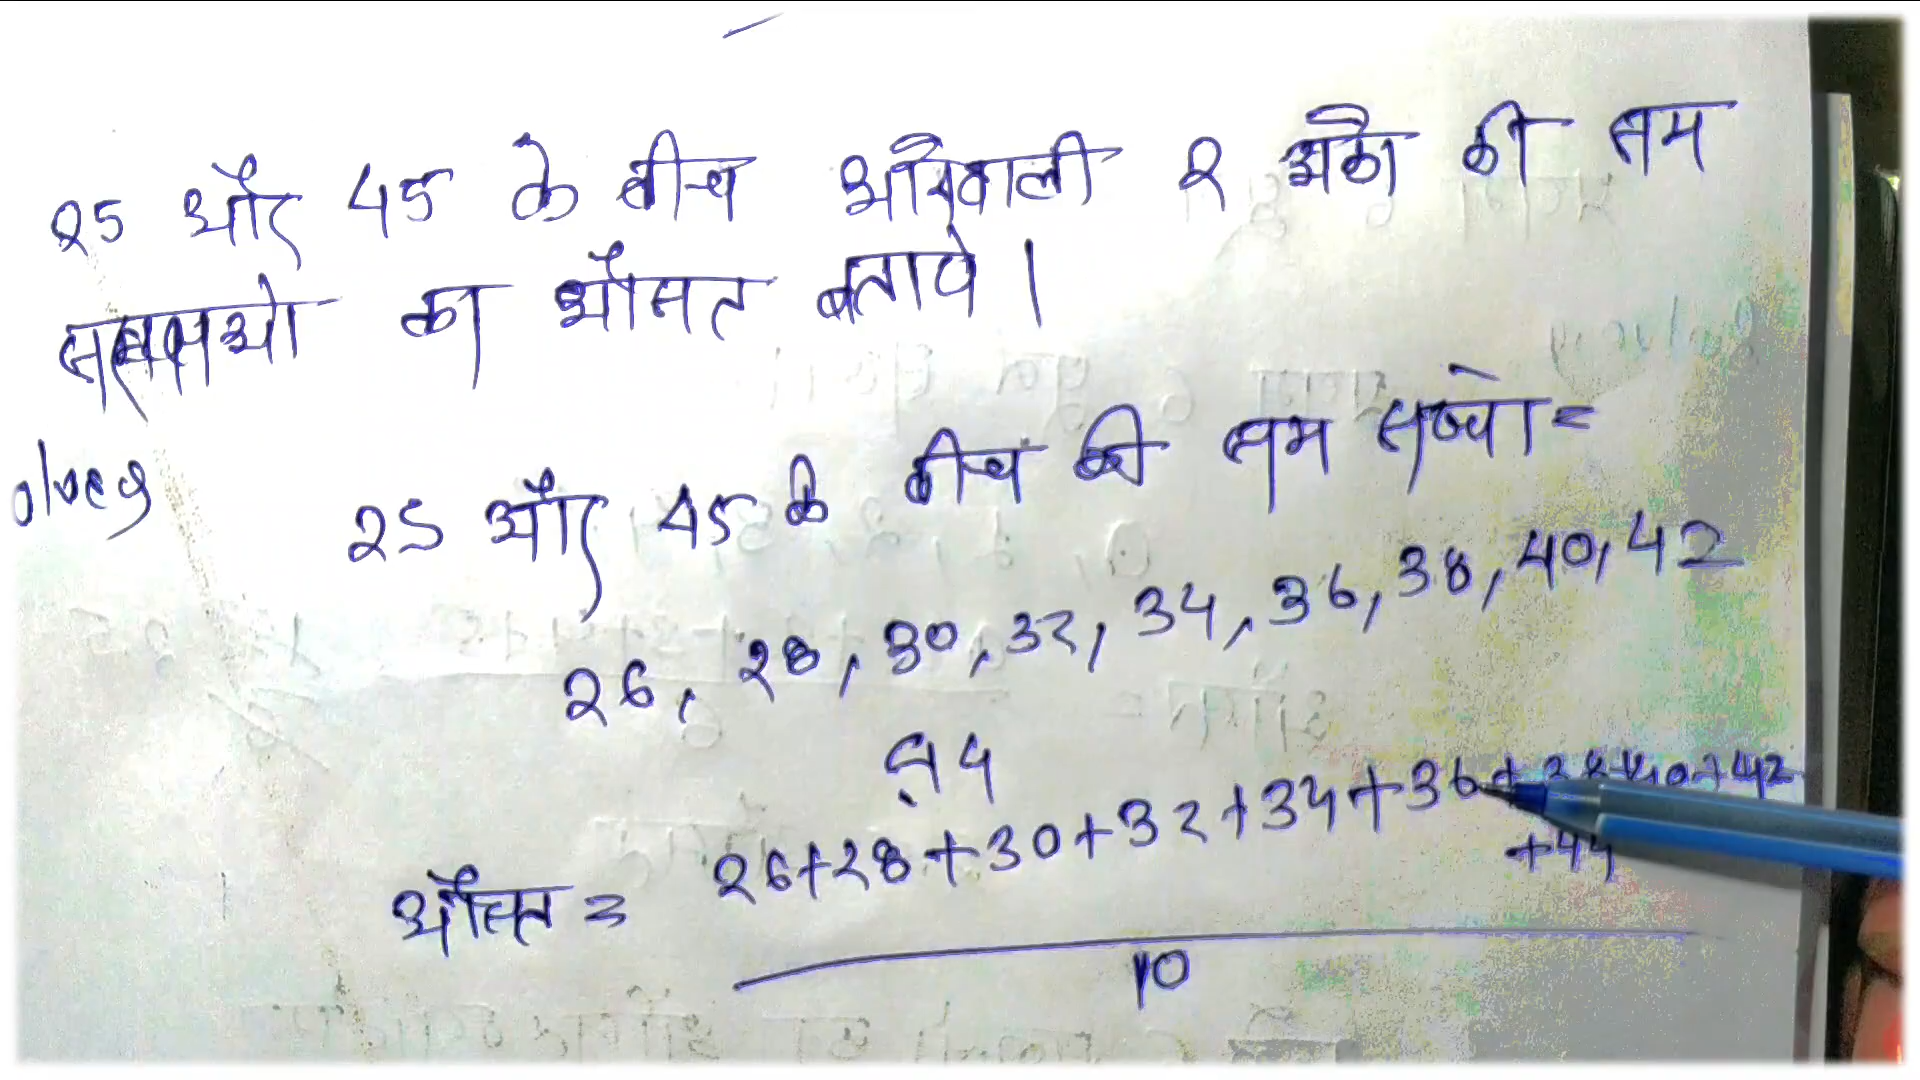 25 और 45 के बीच आनेवाली 2 अंको की सम
का औसत बताये।
25 और 45 के बीच की सम संख्या =
26, 28, 30, 32, 34, 36, 38, 40, 42
44
औसत = 26+28+30+32+34+36+38+40+42
+44
10